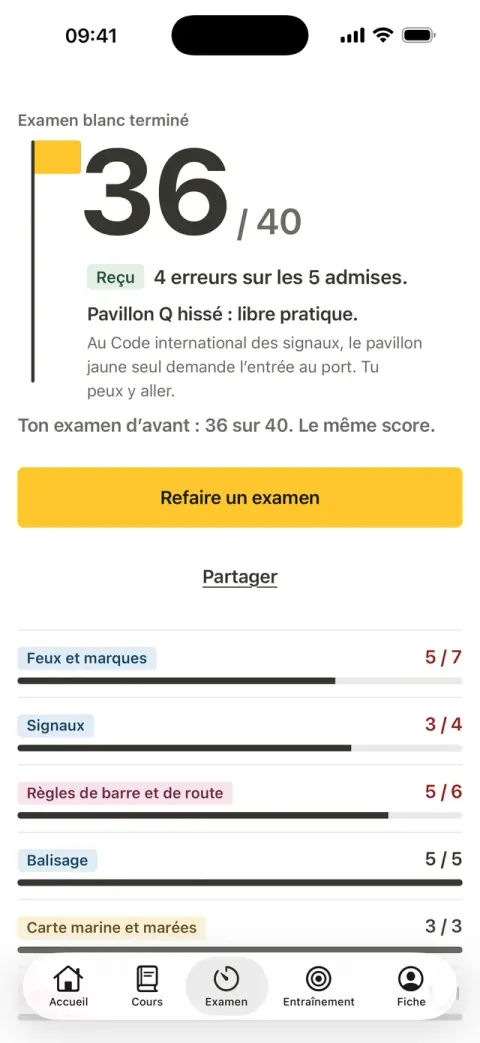 09:41
Examen blanc terminé
36 / 40
Reçu 4 erreurs sur les 5 admises.
Pavillon Q hissé : libre pratique.
Au Code international des signaux, le pavillon
jaune seul demande l’entrée au port. Tu
peux y aller.
Ton examen d’avant : 36 sur 40. Le même score.
Refaire un examen
Partager
Feux et marques 5 / 7
Signaux 3 / 4
Règles de barre et de route 5 / 6
Balisage 5 / 5
Carte marine et marées 3 / 3
Accueil Cours Examen Entraînement Fiche